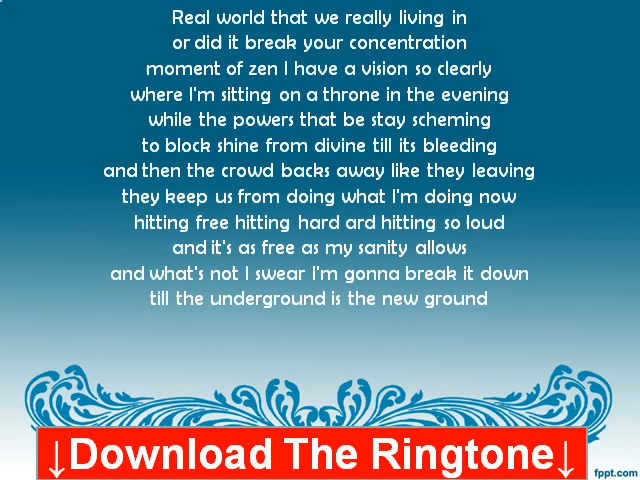 Real world that we really living in
or did it break your concentration
moment of zen I have a vision so clearly
where I'm sitting on a throne in the evening
while the powers that be stay scheming
to block shine from divine till its bleeding
and then the crowd backs away like they leaving
they keep us from doing what I'm doing now
hitting free hitting hard ard hitting so loud
and it's as free as my sanity allows
and what's not I swear I'm gonna break it down
till the underground is the new ground
↓Download The Ringtone↓
fppt.com